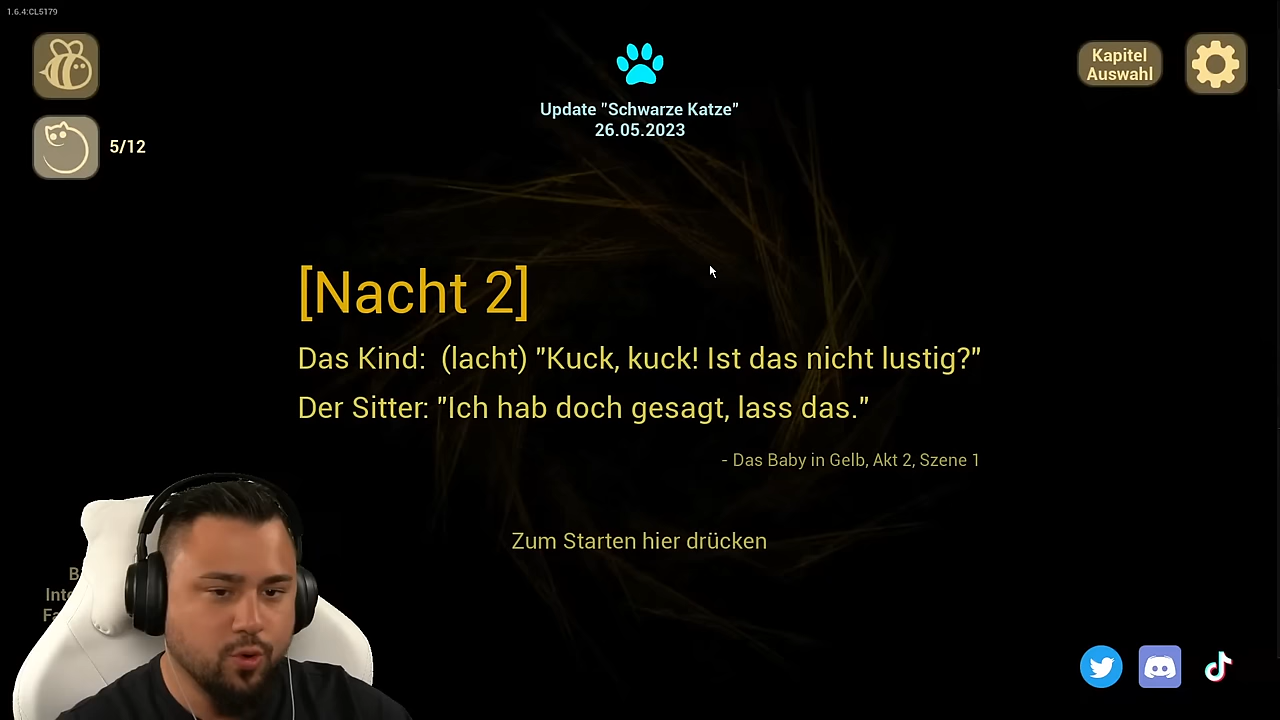 1.6.4:CL5179
Kapitel
Auswahl
Update "Schwarze Katze"
26.05.2023
5/12
[Nacht 2]
Das Kind:  (lacht) "Kuck, kuck! Ist das nicht lustig?"
Der Sitter: "Ich hab doch gesagt, lass das."
- Das Baby in Gelb, Akt 2, Szene 1
Zum Starten hier drücken